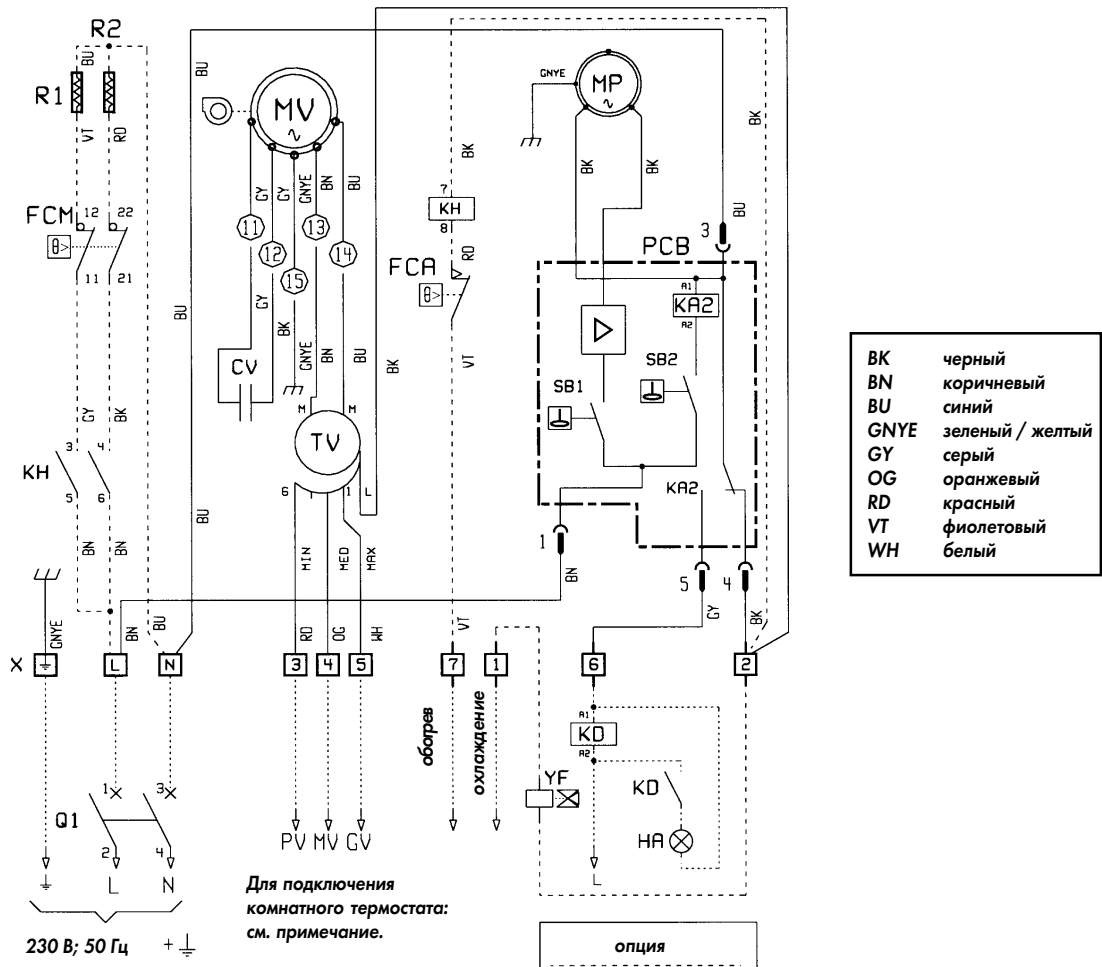 R2
BU
R1
VT
RD
FCM
12
22
θ>
11
21
GY
BK
KH
3
4
5
6
BN
BN
GNYE
BN
BU
X
L
N
1
3
Q1
2
4
L
N
230 В; 50 Гц
+
BU
BU
BU
MV
~
GY
GY
GNYE
BN
BU
11
12
15
13
14
GY
BK
GNYE
BN
BU
BK
CV
M
M
TV
6
1
L
MIN
MED
MAX
RD
OG
WH
3
4
5
PV
MV
GV
Для подключения
комнатного термостата:
см. примечание.
BK
7
KH
8
RD
FCA
θ>
VT
VT
7
1
обогрев
охлаждение
GNYE
MP
~
BK
BK
BK
BU
3
PCB
A1
KA2
A2
SB1
SB2
KA2
1
BN
5
4
GY
BK
6
2
A1
KD
A2
YF
KD
HA
L
опция
BK черный
BN коричневый
BU синий
GNYE зеленый / желтый
GY серый
OG оранжевый
RD красный
VT фиолетовый
WH белый